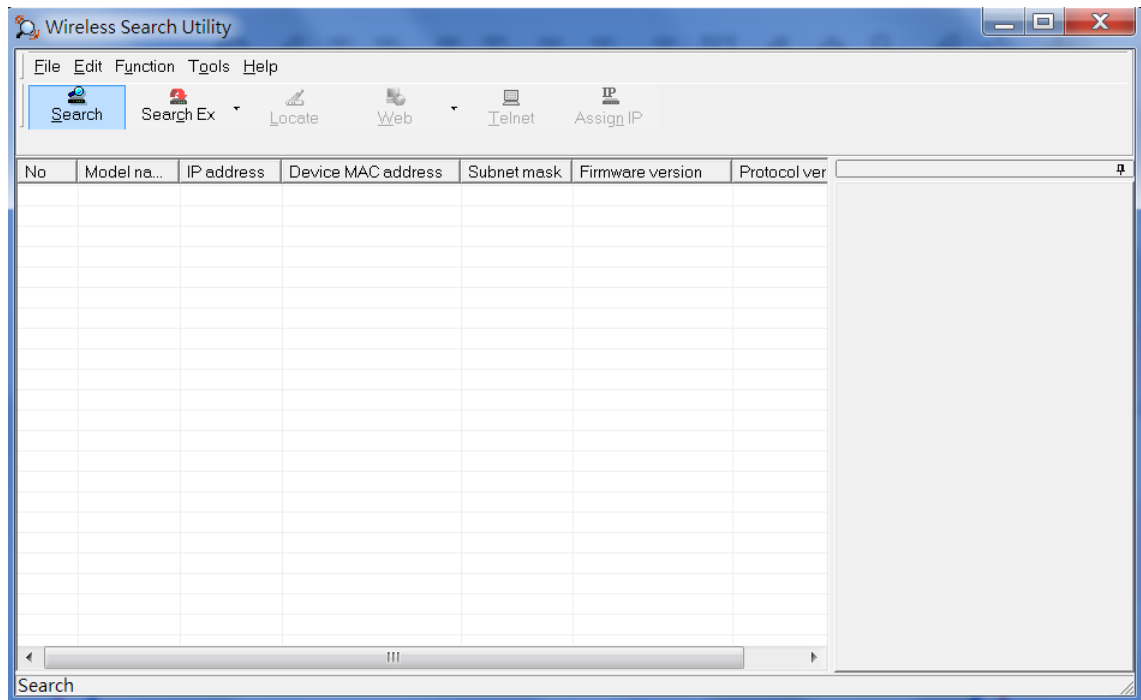 Wireless Search Utility
File Edit Function Tools Help
Search Search Ex Locate Web Telnet Assign IP
No Model na... IP address Device MAC address Subnet mask Firmware version Protocol ver
Search